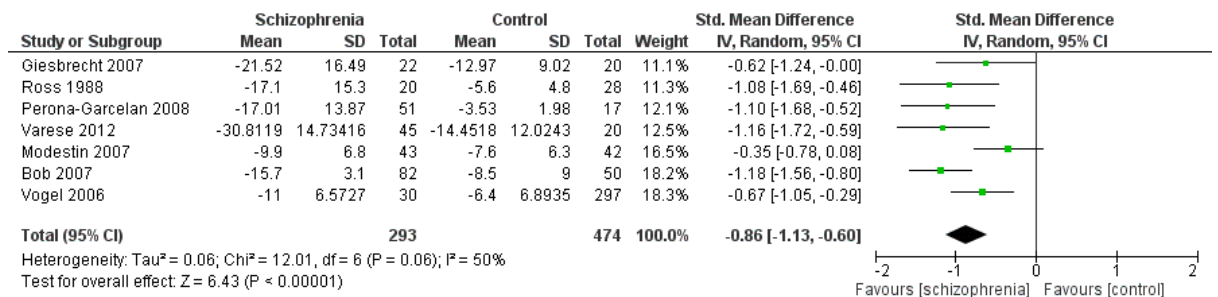 Schizophrenia Control Std. Mean Difference Std. Mean Difference
Study or Subgroup Mean SD Total Mean SD Total Weight IV, Random, 95% CI IV, Random, 95% CI
Giesbrecht 2007 -21.52 16.49 22 -12.97 9.02 20 11.1% -0.62 [-1.24, -0.00]
Ross 1988 -17.1 15.3 20 -5.6 4.8 28 11.3% -1.08 [-1.69, -0.46]
Perona-Garcelan 2008 -17.01 13.87 51 -3.53 1.98 17 12.1% -1.10 [-1.68, -0.52]
Varese 2012 -30.8119 14.73416 45 -14.4518 12.0243 20 12.5% -1.16 [-1.72, -0.59]
Modestin 2007 -9.9 6.8 43 -7.6 6.3 42 16.5% -0.35 [-0.78, 0.08]
Bob 2007 -15.7 3.1 82 -8.5 9 50 18.2% -1.18 [-1.56, -0.80]
Vogel 2006 -11 6.5727 30 -6.4 6.8935 297 18.3% -0.67 [-1.05, -0.29]
Total (95% CI) 293 474 100.0% -0.86 [-1.13, -0.60]
Heterogeneity: Tau² = 0.06; Chi² = 12.01, df = 6 (P = 0.06); I² = 50%
Test for overall effect: Z = 6.43 (P < 0.00001)
-2 -1 0 1 2
Favours [schizophrenia] Favours [control]